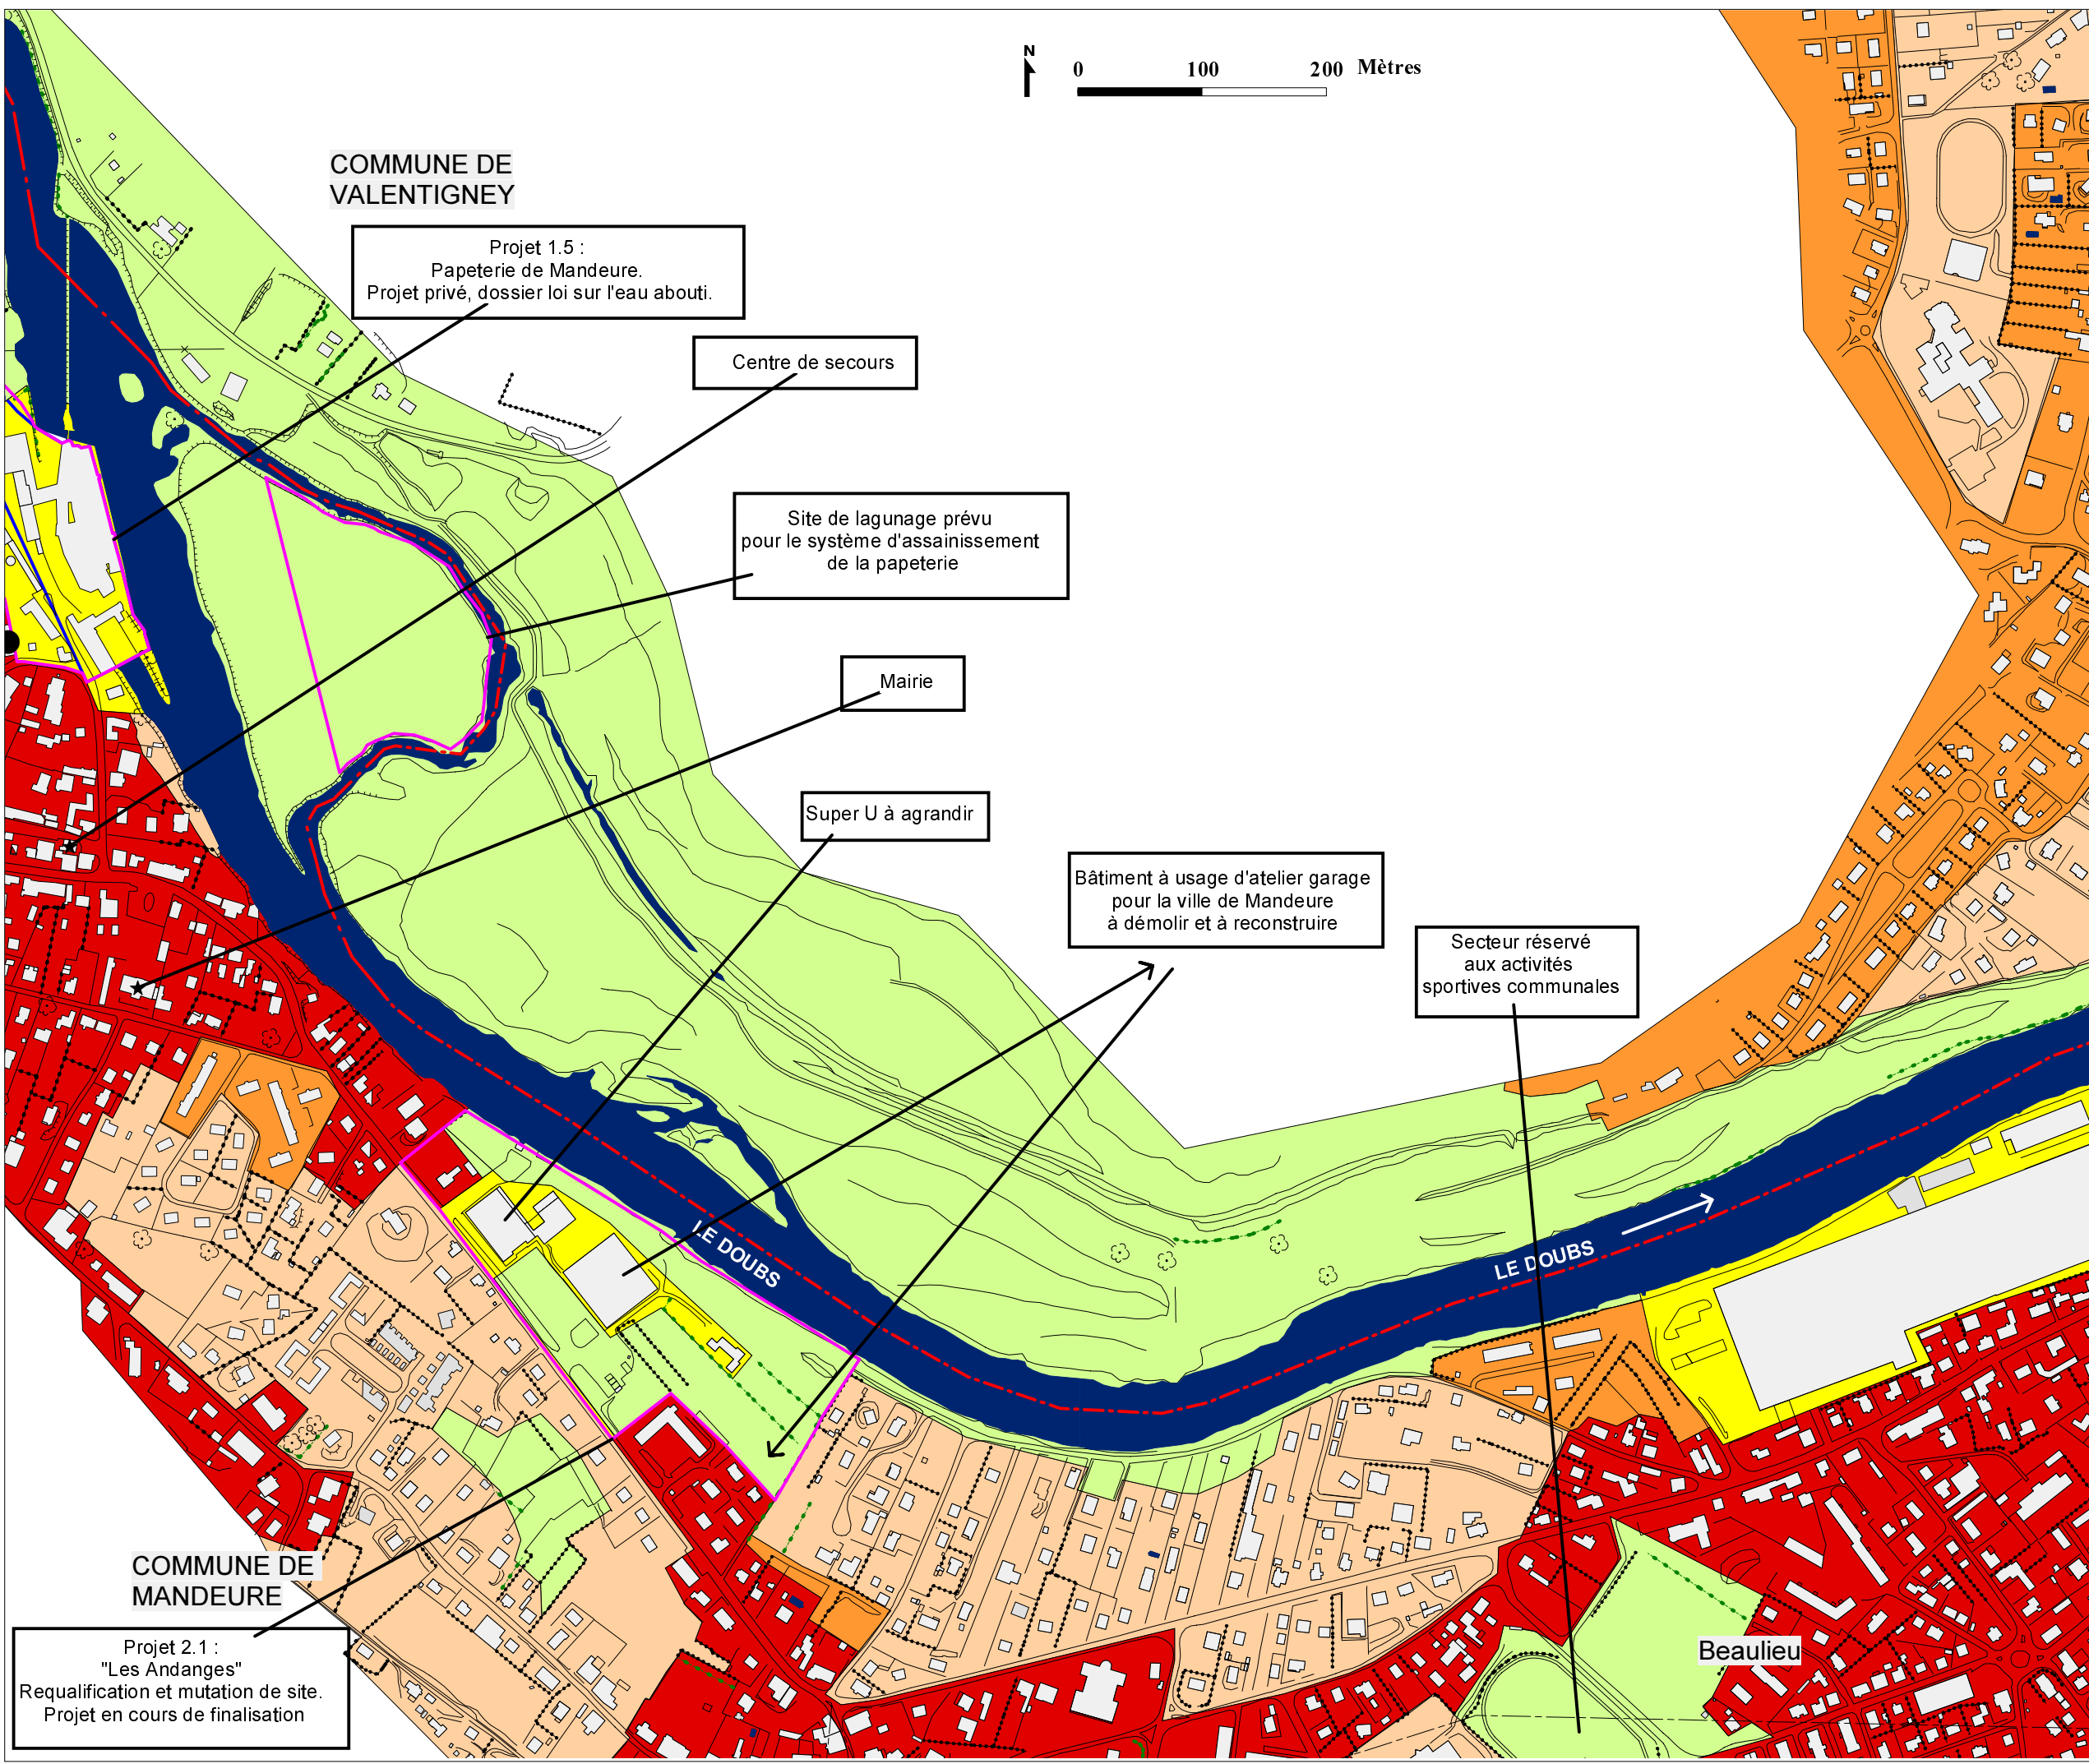 N
0 100 200 Mètres
COMMUNE DE
VALENTIGNEY
Projet 1.5 :
Papeterie de Mandeure.
Projet privé, dossier loi sur l'eau abouti.
Centre de secours
Site de lagunage prévu
pour le système d'assainissement
de la papeterie
Mairie
Super U à agrandir
Bâtiment à usage d'atelier garage
pour la ville de Mandeure
à démolir et à reconstruire
Secteur réservé
aux activités
sportives communales
LE DOUBS
LE DOUBS
COMMUNE DE
MANDEURE
Projet 2.1 :
"Les Andanges"
Requalification et mutation de site.
Projet en cours de finalisation
Beaulieu